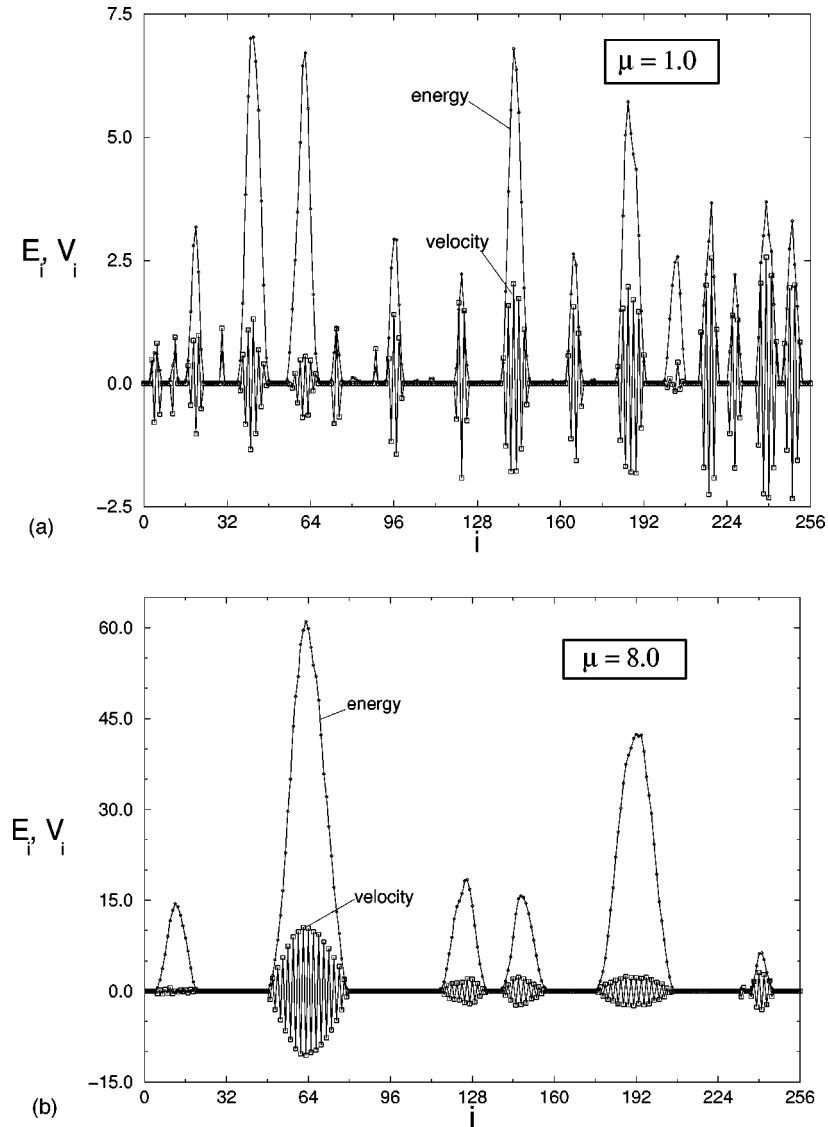 7.5
μ = 1.0
energy
5.0
velocity
E_i, V_i
2.5
0.0
−2.5
0 32 64 96 128 160 192 224 256
(a)
i
60.0
μ = 8.0
energy
45.0
E_i, V_i
30.0
velocity
15.0
0.0
−15.0
0 32 64 96 128 160 192 224 256
(b)
i